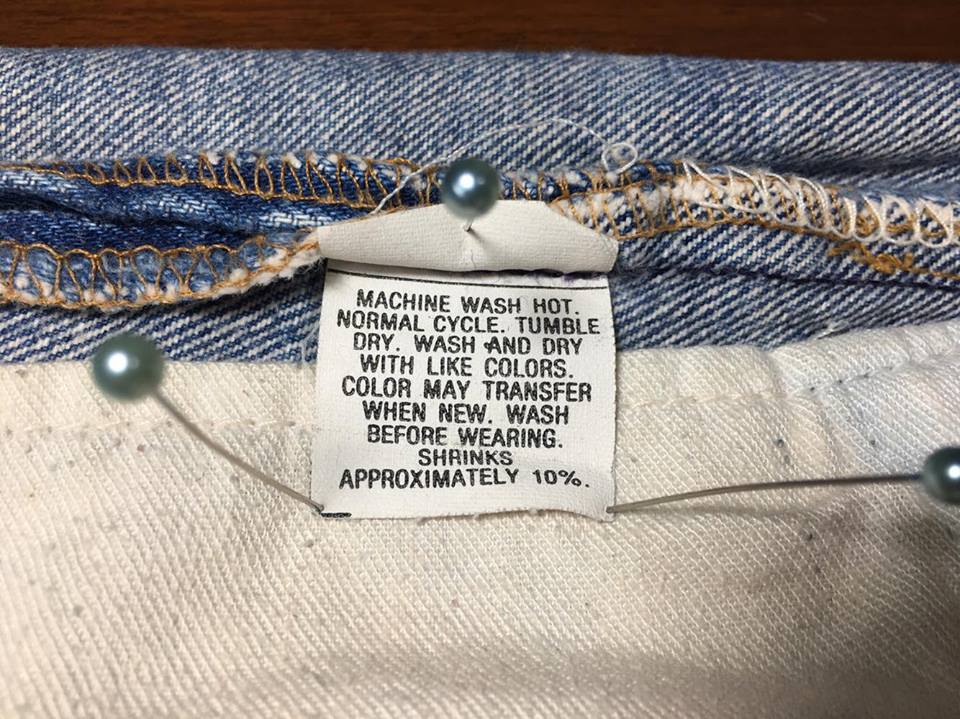 MACHINE WASH HOT.
NORMAL CYCLE. TUMBLE
DRY. WASH AND DRY
WITH LIKE COLORS.
COLOR MAY TRANSFER
WHEN NEW. WASH
BEFORE WEARING.
SHRINKS
APPROXIMATELY 10%.